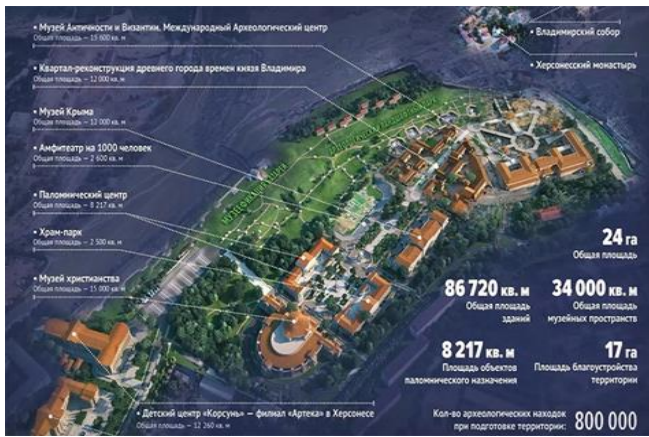 • Музей Античности и Византии. Международный Археологический центр
Общая площадь — 15 600 кв. м
• Квартал-реконструкция древнего города времен князя Владимира
Общая площадь — 12 000 кв. м
• Музей Крыма
Общая площадь — 12 000 кв. м
• Амфитеатр на 1000 человек
Общая площадь — 2 600 кв. м
• Паломнический центр
Общая площадь — 8 217 кв. м
• Храм-парк
Общая площадь — 2 500 кв. м
• Музей христианства
Общая площадь — 15 000 кв. м
• Владимирский собор
• Херсонесский монастырь
24 га
Общая площадь
86 720 кв. м
Общая площадь
зданий
34 000 кв. м
Общая площадь
музейных пространств
8 217 кв. м
Площадь объектов
паломнического назначения
17 га
Площадь благоустройства
территории
• Детский центр «Корсунь» — филиал «Артека» в Херсонесе
Общая площадь — 12 260 кв. м
Кол-во археологических находок
при подготовке территории: 800 000